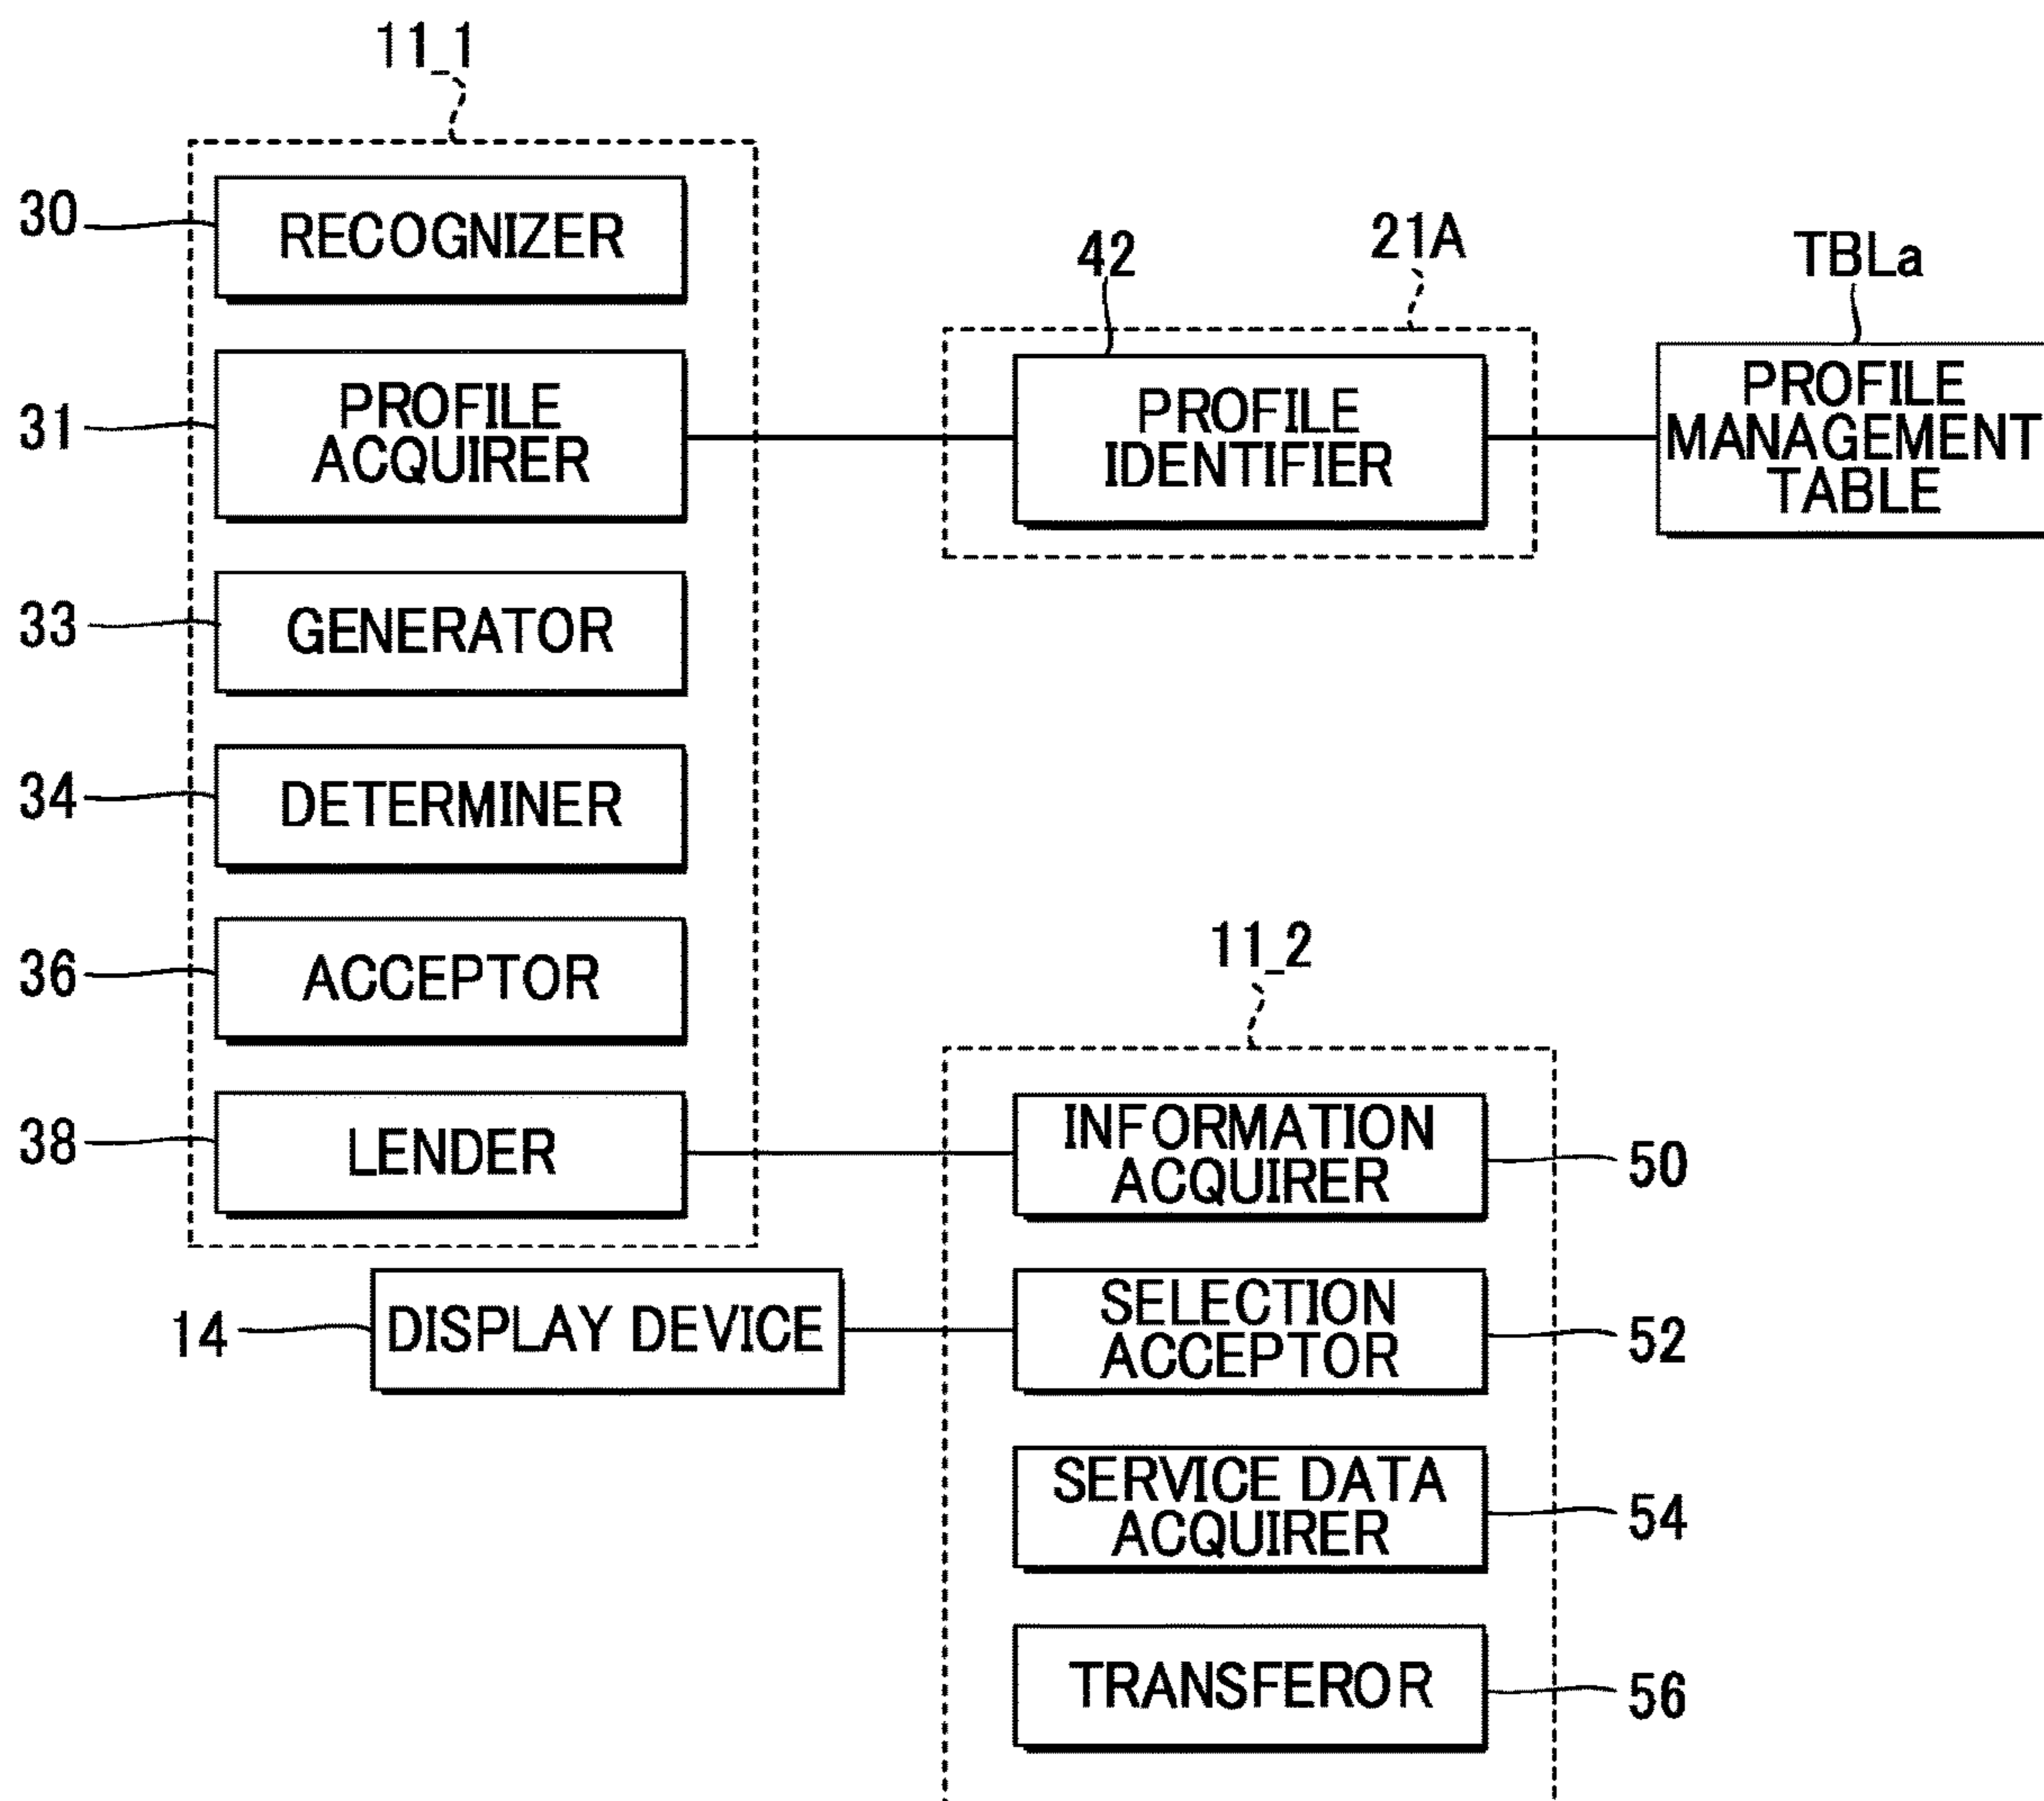 11_1
30
RECOGNIZER
31
PROFILE
ACQUIRER
33
GENERATOR
34
DETERMINER
36
ACCEPTOR
38
LENDER
42
21A
PROFILE
IDENTIFIER
TBLa
PROFILE
MANAGEMENT
TABLE
11_2
INFORMATION
ACQUIRER
50
14
DISPLAY DEVICE
SELECTION
ACCEPTOR
52
SERVICE DATA
ACQUIRER
54
TRANSFEROR
56